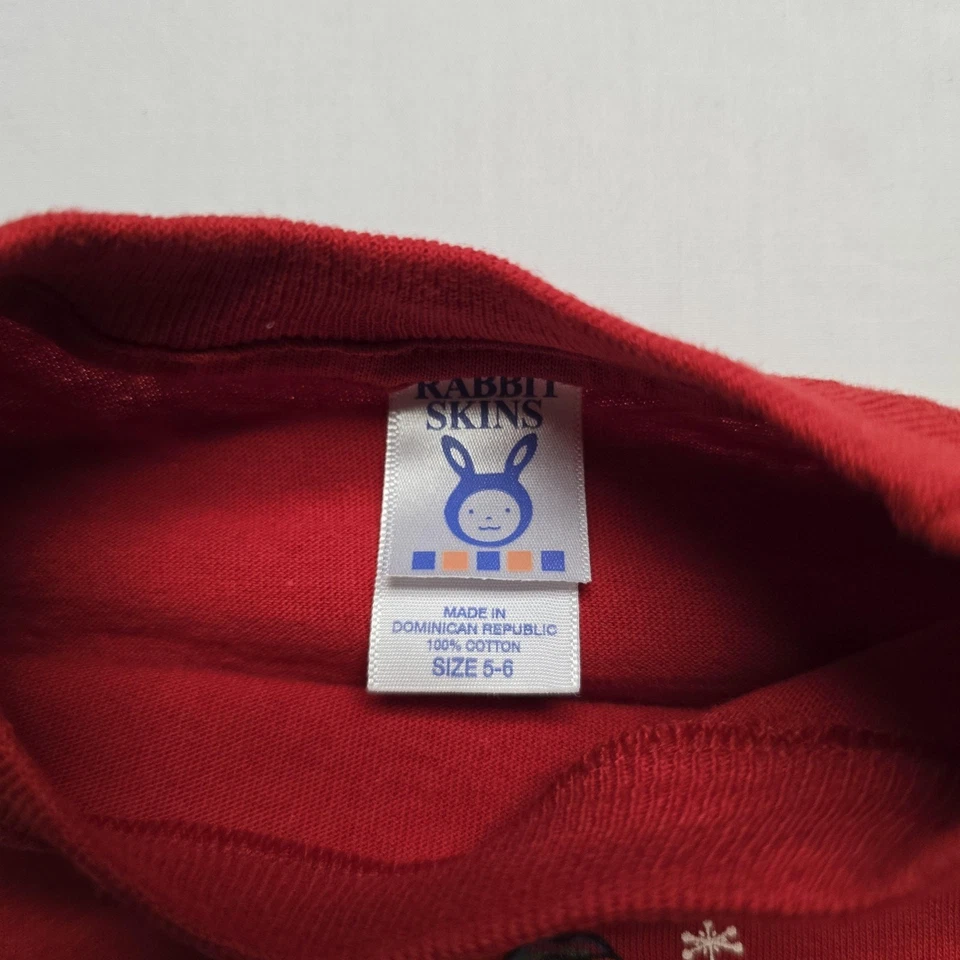 RABBIT
SKINS
MADE IN
DOMINICAN REPUBLIC
100% COTTON
SIZE 5-6